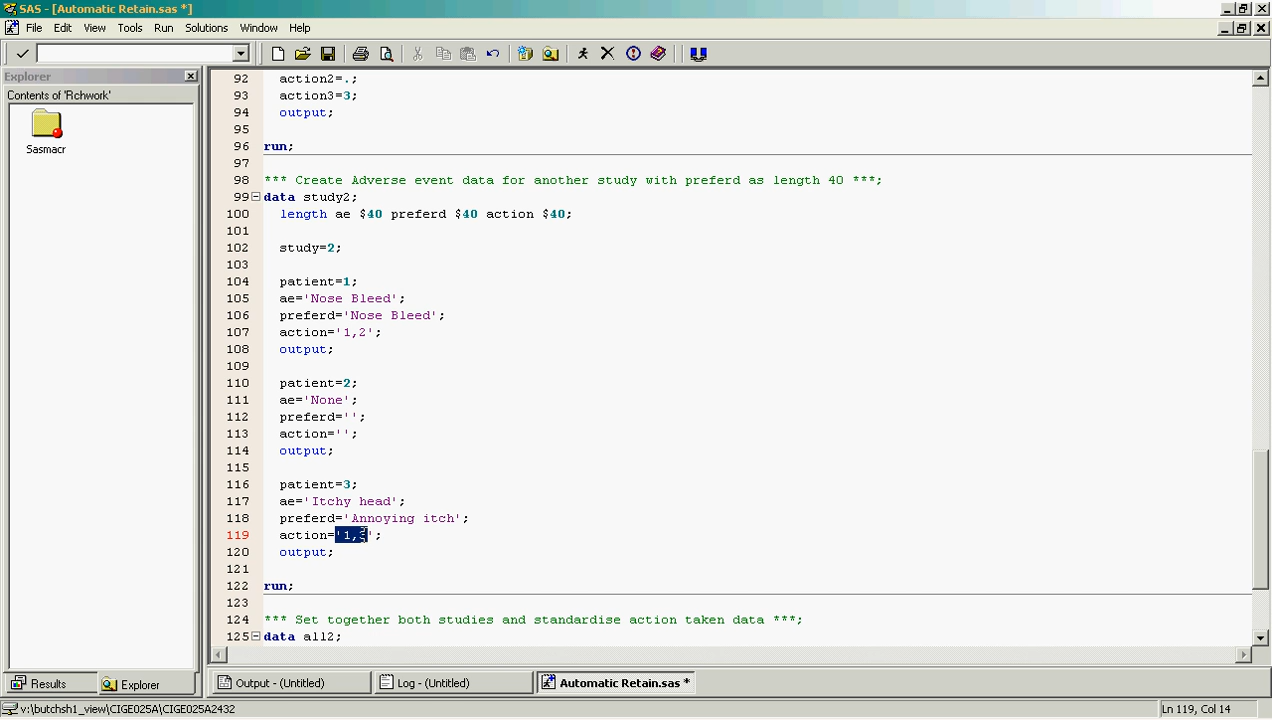 SAS - [Automatic Retain.sas *]
File Edit View Tools Run Solutions Window Help
Explorer
Contents of 'Rchwork'
Sasmacr
92 action2=.;
93 action3=3;
94 output;
95
96 run;
97
98 *** Create Adverse event data for another study with preferd as length 40 ***;
99 data study2;
100 length ae $40 preferd $40 action $40;
101
102 study=2;
103
104 patient=1;
105 ae='Nose Bleed';
106 preferd='Nose Bleed';
107 action='1,2';
108 output;
109
110 patient=2;
111 ae='None';
112 preferd='';
113 action='';
114 output;
115
116 patient=3;
117 ae='Itchy head';
118 preferd='Annoying itch';
119 action='1,3';
120 output;
121
122 run;
123
124 *** Set together both studies and standardise action taken data ***;
125 data all2;
Results Explorer Output - (Untitled) Log - (Untitled) Automatic Retain.sas *
v:\butchsh1_view\CIGE025A\CIGE025A2432 Ln 119, Col 14